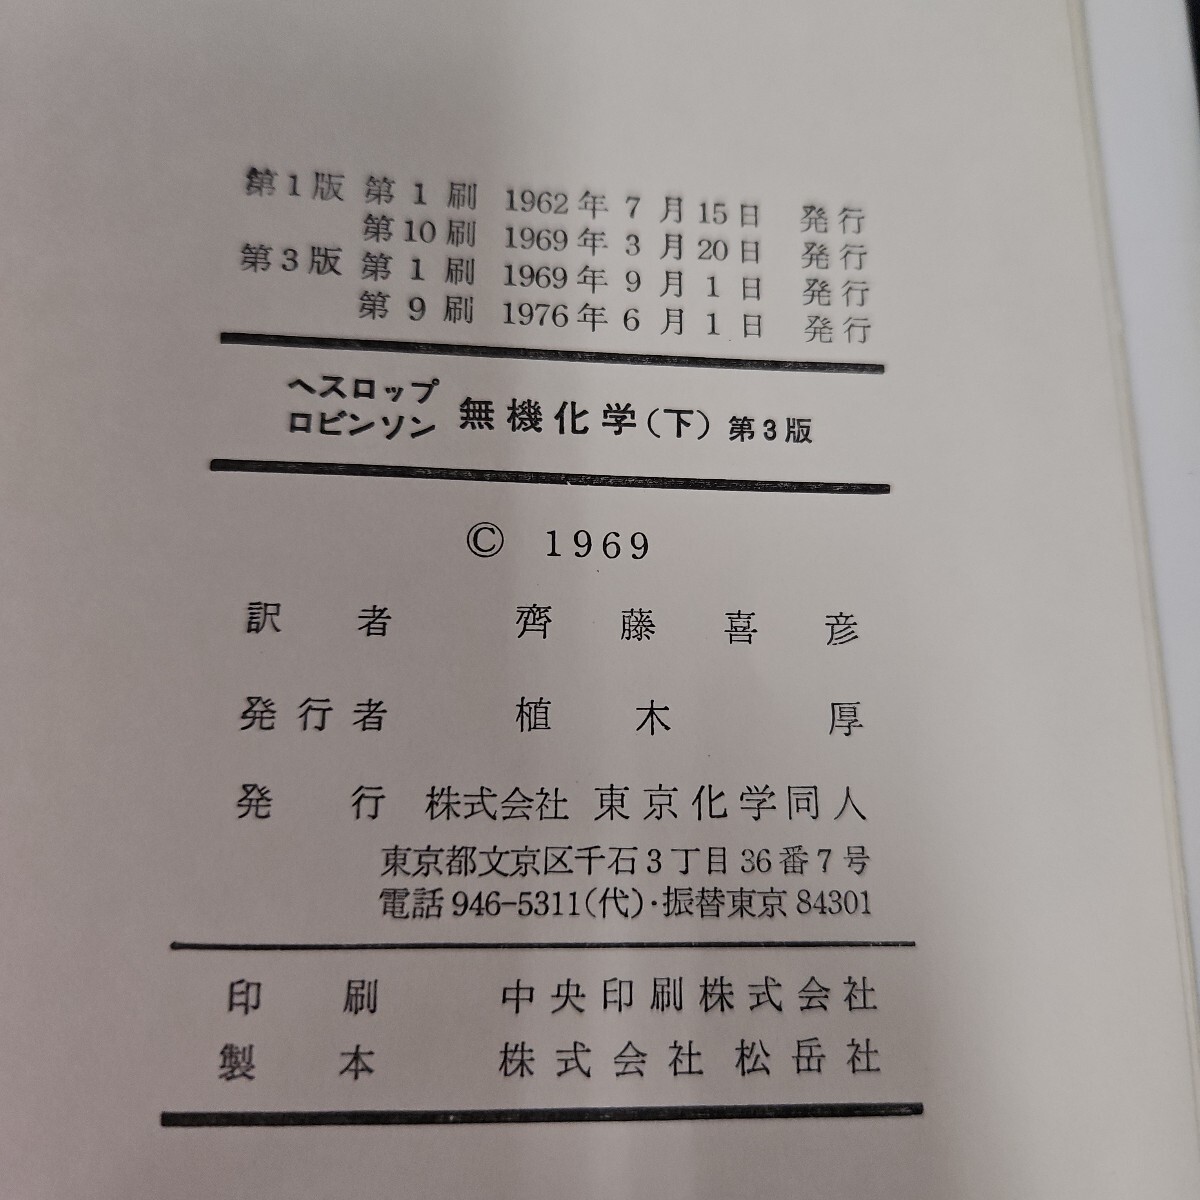 第1版 第1刷 1962年7月15日 発行
第10刷 1969年3月20日 発行
第3版 第1刷 1969年9月1日 発行
第9刷 1976年6月1日 発行
ヘスロップ
ロビンソン 無機化学(下) 第3版
© 1969
訳者 齊藤喜彦
発行者 植木厚
発行 株式会社 東京化学同人
東京都文京区千石3丁目36番7号
電話 946-5311(代)・振替東京 84301
印刷 中央印刷株式会社
製本 株式会社松岳社